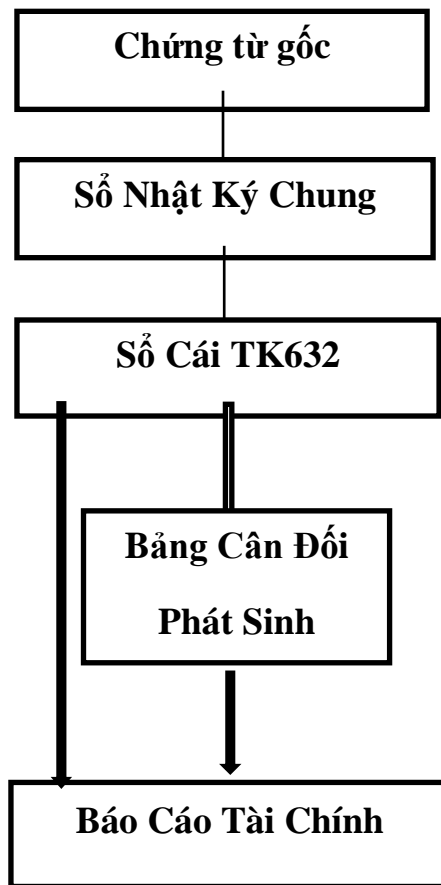 Chứng từ gốc
Sổ Nhật Ký Chung
Sổ Cái TK632
Bảng Cân Đối
Phát Sinh
Báo Cáo Tài Chính